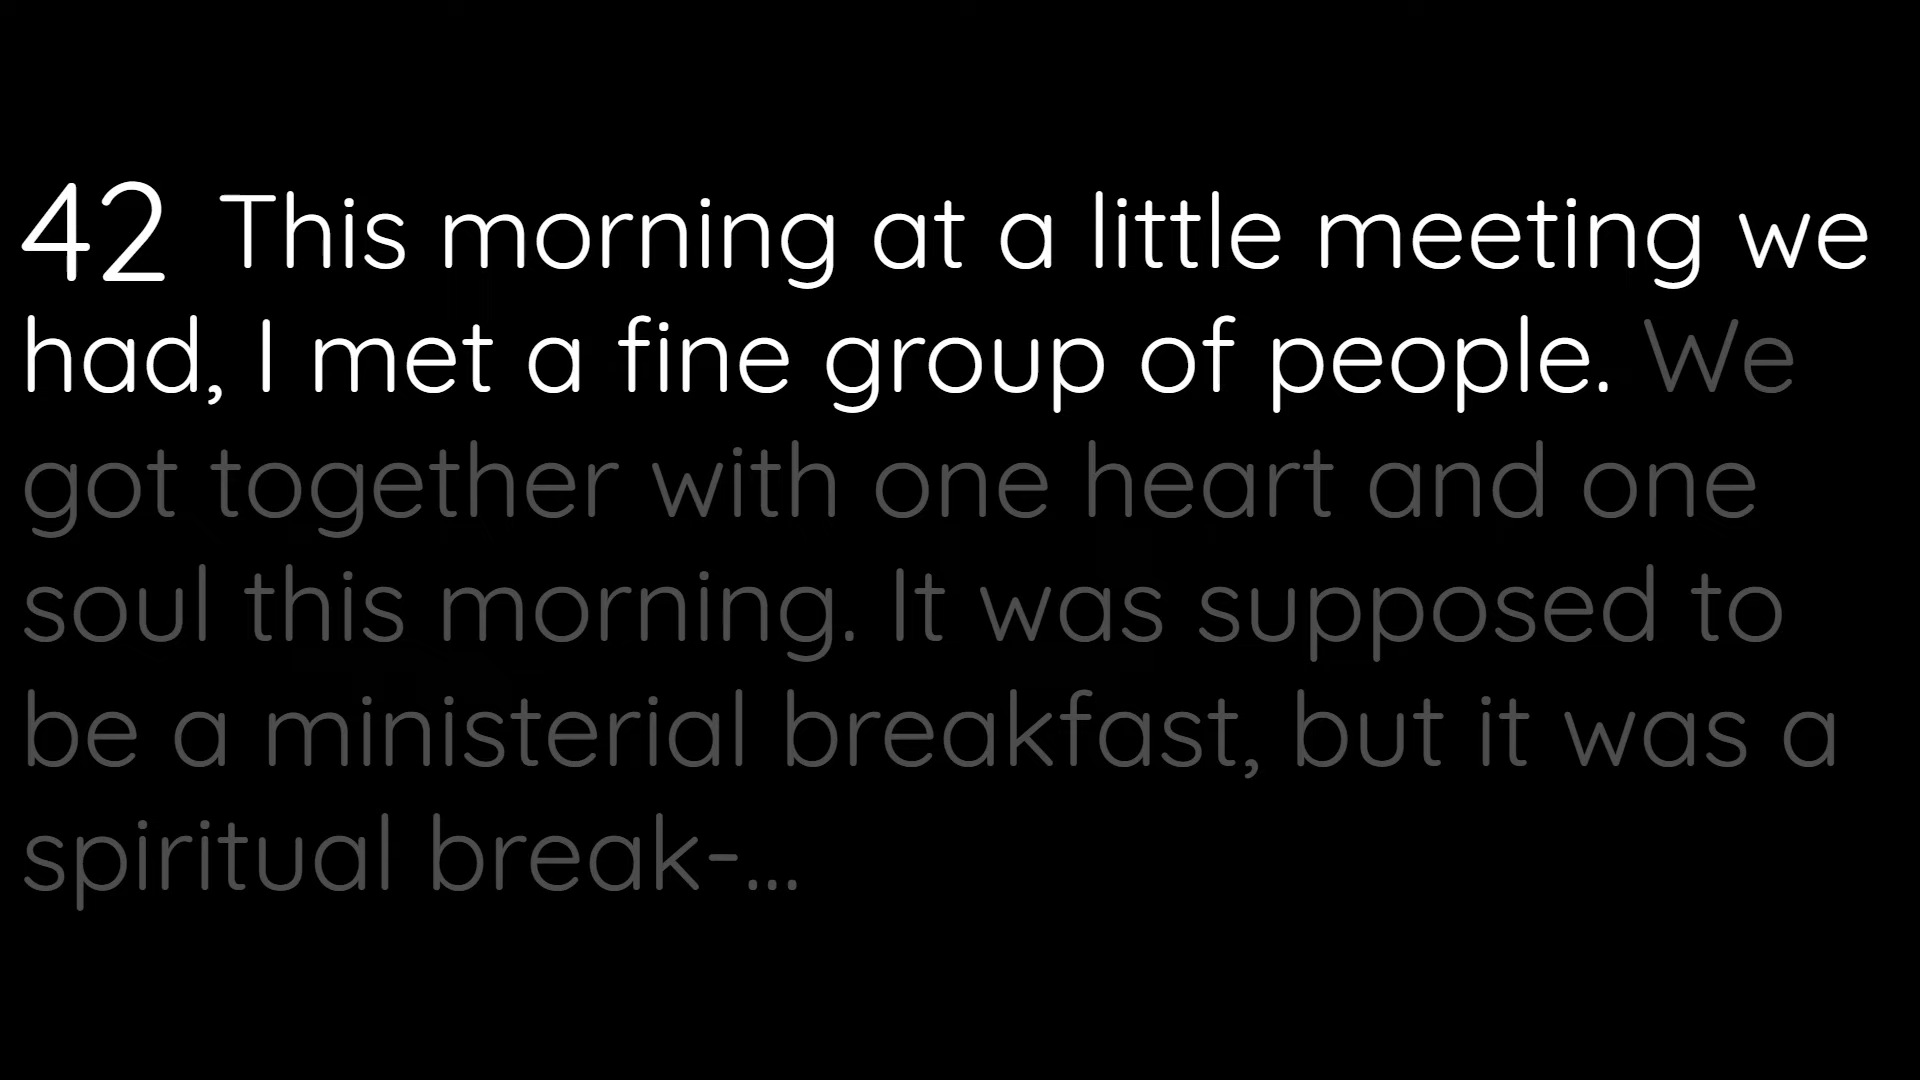 42 This morning at a little meeting we
had, I met a fine group of people. We
got together with one heart and one
soul this morning. It was supposed to
be a ministerial breakfast, but it was a
spiritual break-...